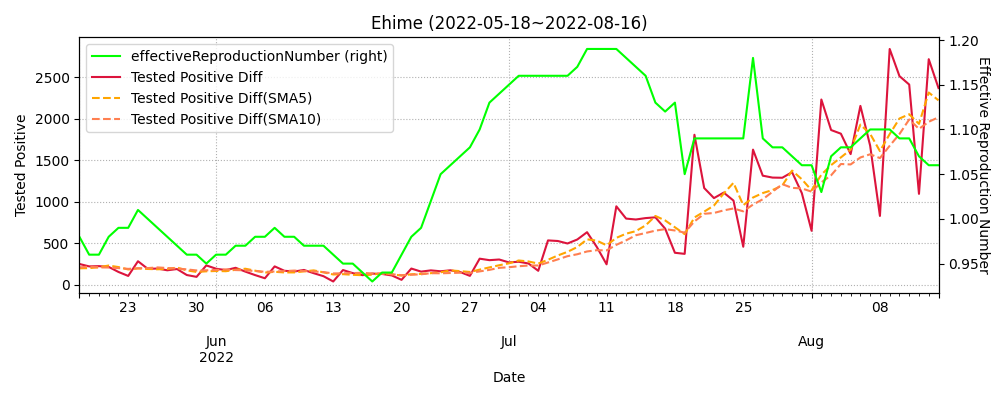 Ehime (2022-05-18~2022-08-16)
effectiveReproductionNumber (right)
Tested Positive Diff
Tested Positive Diff(SMA5)
Tested Positive Diff(SMA10)
Tested Positive
2500
2000
1500
1000
500
0
1.20
1.15
1.10
1.05
1.00
0.95
Effective Reproduction Number
23 30 06 13 20 27 04 11 18 25 08
Jun Jul Aug
2022
Date